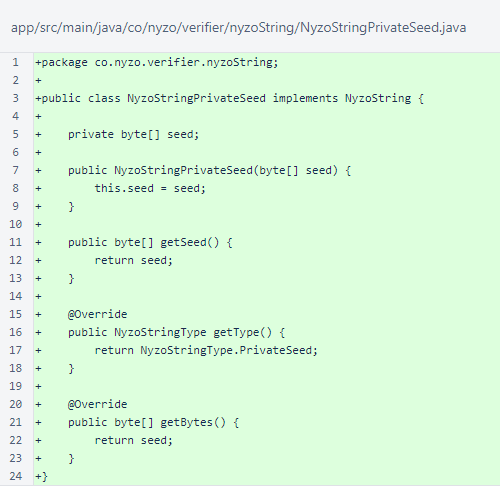 app/src/main/java/co/nyzo/verifier/nyzoString/NyzoStringPrivateSeed.java
1 +package co.nyzo.verifier.nyzoString;
2 +
3 +public class NyzoStringPrivateSeed implements NyzoString {
4 +
5 +    private byte[] seed;
6 +
7 +    public NyzoStringPrivateSeed(byte[] seed) {
8 +        this.seed = seed;
9 +    }
10 +
11 +    public byte[] getSeed() {
12 +        return seed;
13 +    }
14 +
15 +    @Override
16 +    public NyzoStringType getType() {
17 +        return NyzoStringType.PrivateSeed;
18 +    }
19 +
20 +    @Override
21 +    public byte[] getBytes() {
22 +        return seed;
23 +    }
24 +}